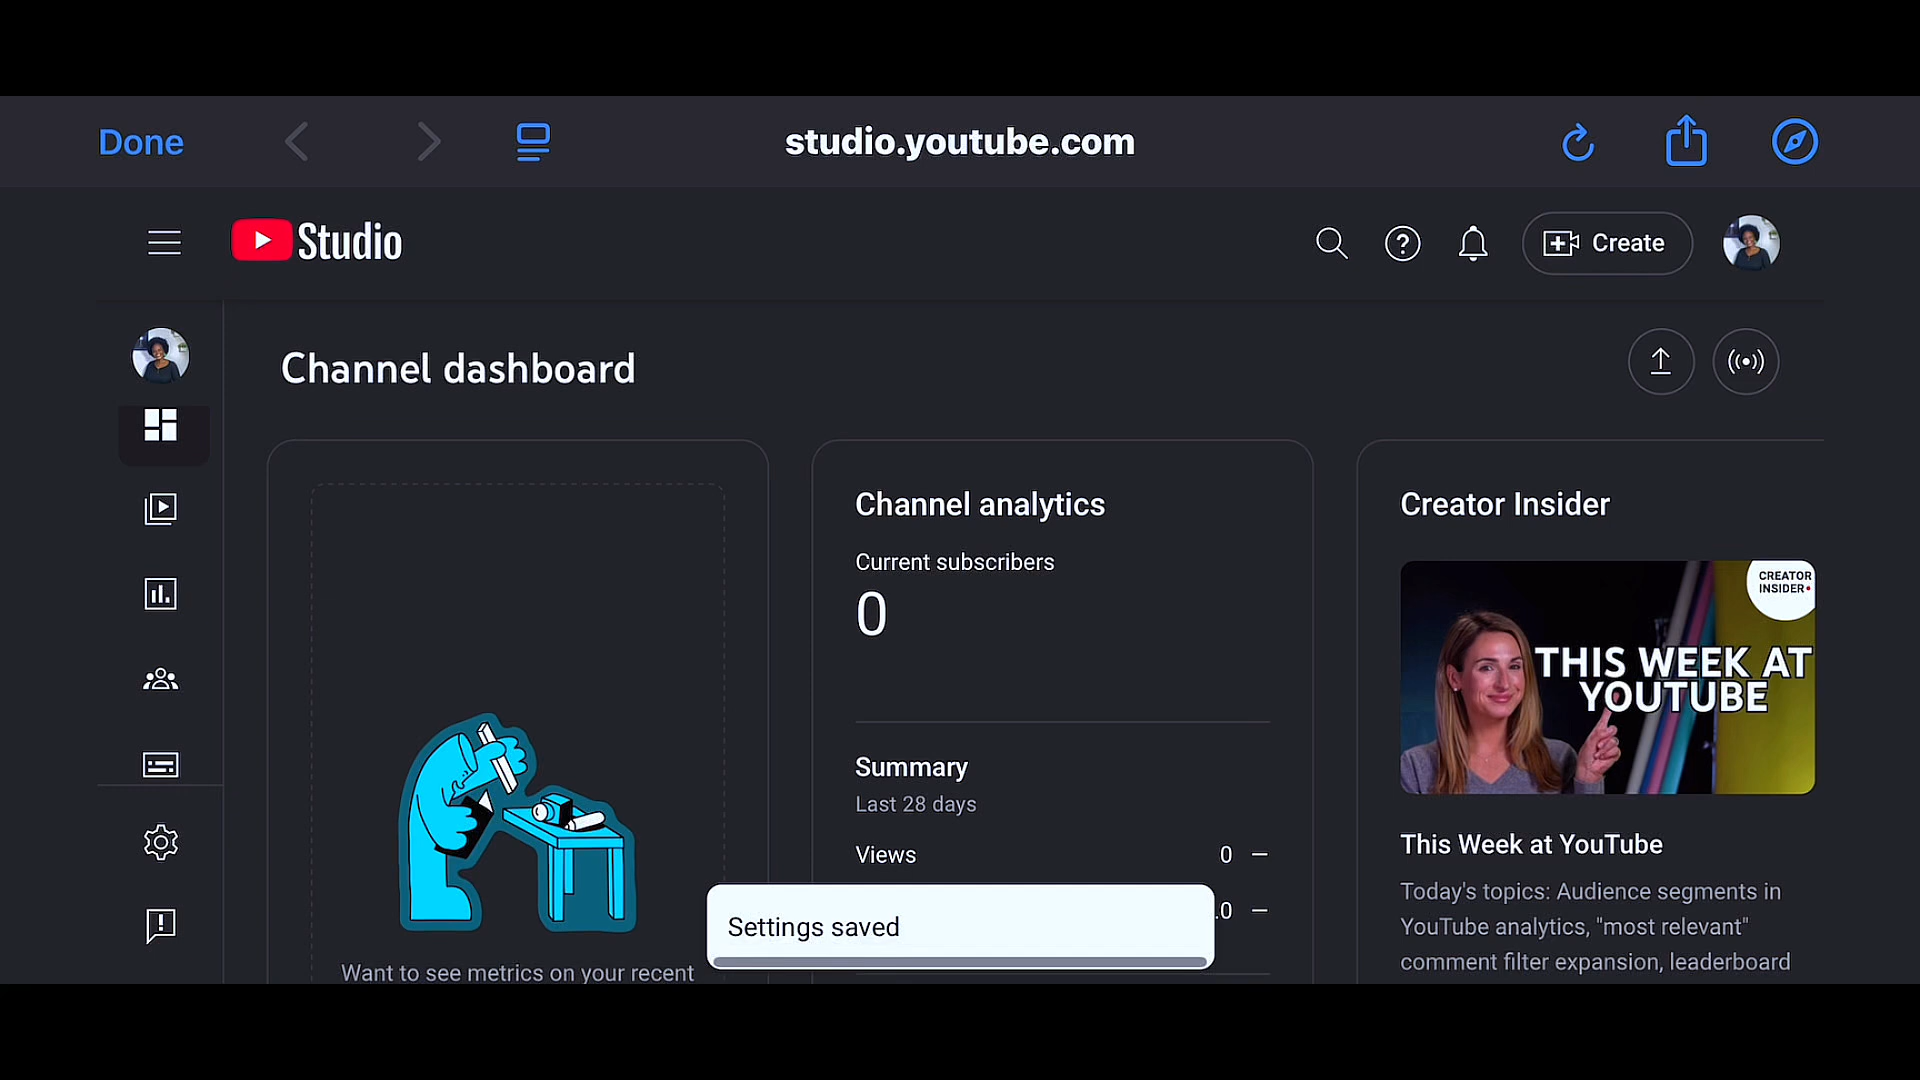 Done
studio.youtube.com
Studio
Create
Channel dashboard
Want to see metrics on your recent
Channel analytics
Current subscribers
0
Summary
Last 28 days
Views 0 —
.0 —
Settings saved
Creator Insider
CREATOR
INSIDER
THIS WEEK AT
YOUTUBE
This Week at YouTube
Today's topics: Audience segments in
YouTube analytics, "most relevant"
comment filter expansion, leaderboard